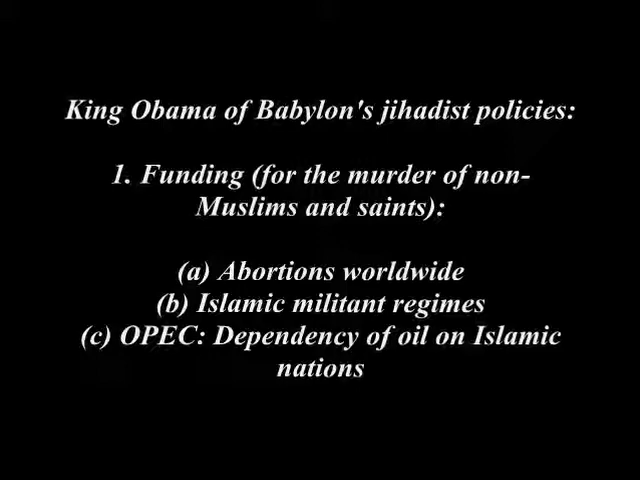 King Obama of Babylon's jihadist policies:
1. Funding (for the murder of non-
Muslims and saints):
(a) Abortions worldwide
(b) Islamic militant regimes
(c) OPEC: Dependency of oil on Islamic
nations